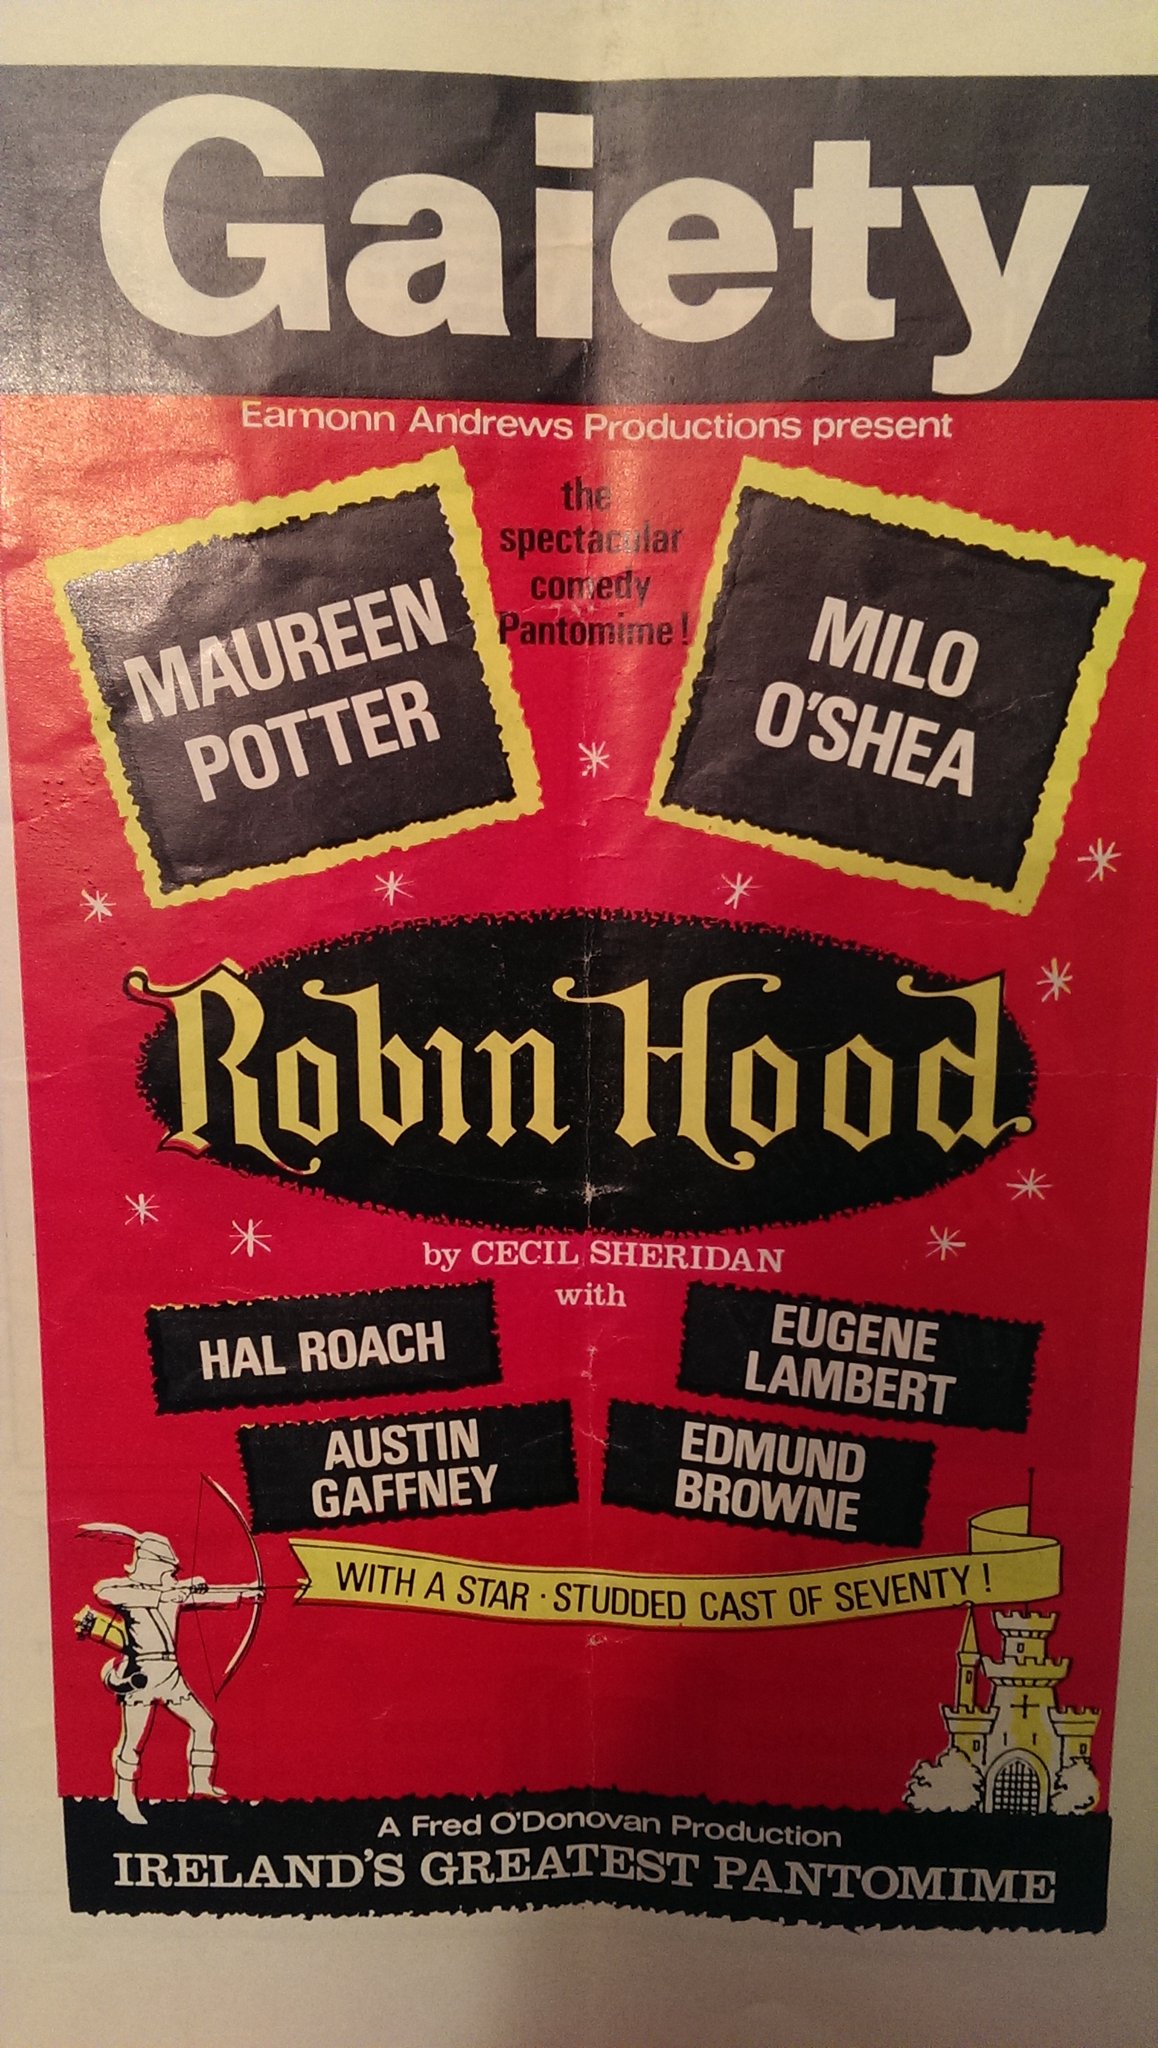 Gaiety
Eamonn Andrews Productions present
MAUREEN
POTTER
the
spectacular
comedy
Pantomime!
MILO
O'SHEA
Robin Hood
by CECIL SHERIDAN
with
HAL ROACH
EUGENE
LAMBERT
AUSTIN
GAFFNEY
EDMUND
BROWNE
WITH A STAR·STUDDED CAST OF SEVENTY!
A Fred O'Donovan Production
IRELAND'S GREATEST PANTOMIME